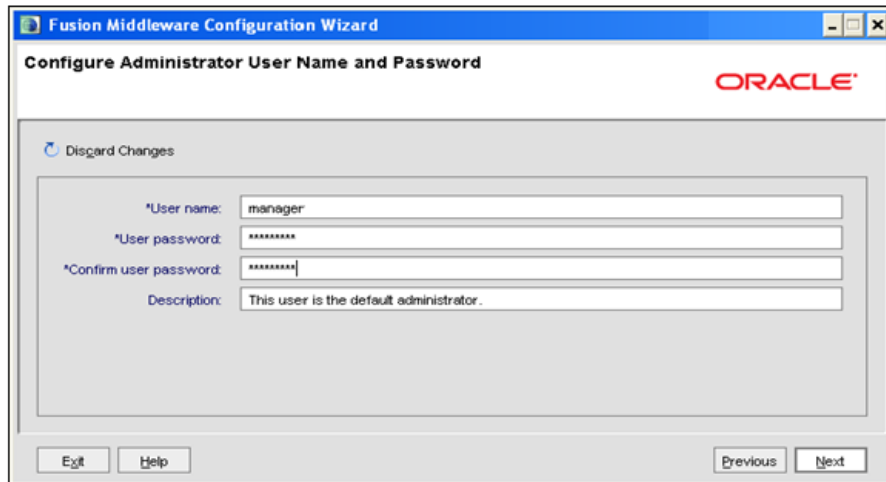 Fusion Middleware Configuration Wizard
Configure Administrator User Name and Password
ORACLE
Discard Changes
*User name: manager
*User password: *********
*Confirm user password: *********
Description: This user is the default administrator.
Exit Help Previous Next